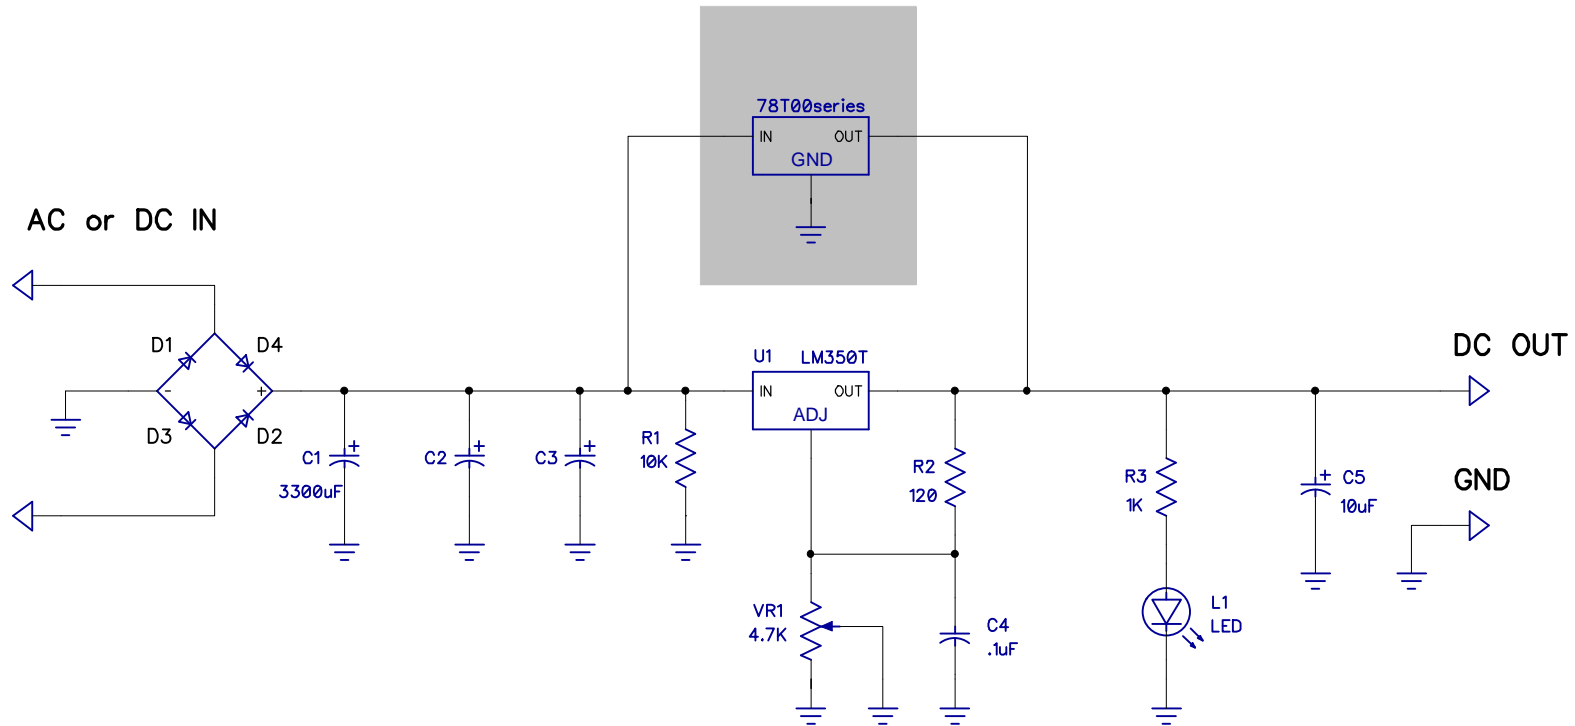 78T00series
IN OUT
GND
AC or DC IN
D1 D4
- +
D3 D2
U1 LM350T
IN OUT
ADJ
DC OUT
C1 +
3300uF
C2 +
C3 +
R1
10K
R2
120
R3
1K
+ C5
10uF
GND
VR1
4.7K
C4
.1uF
L1
LED